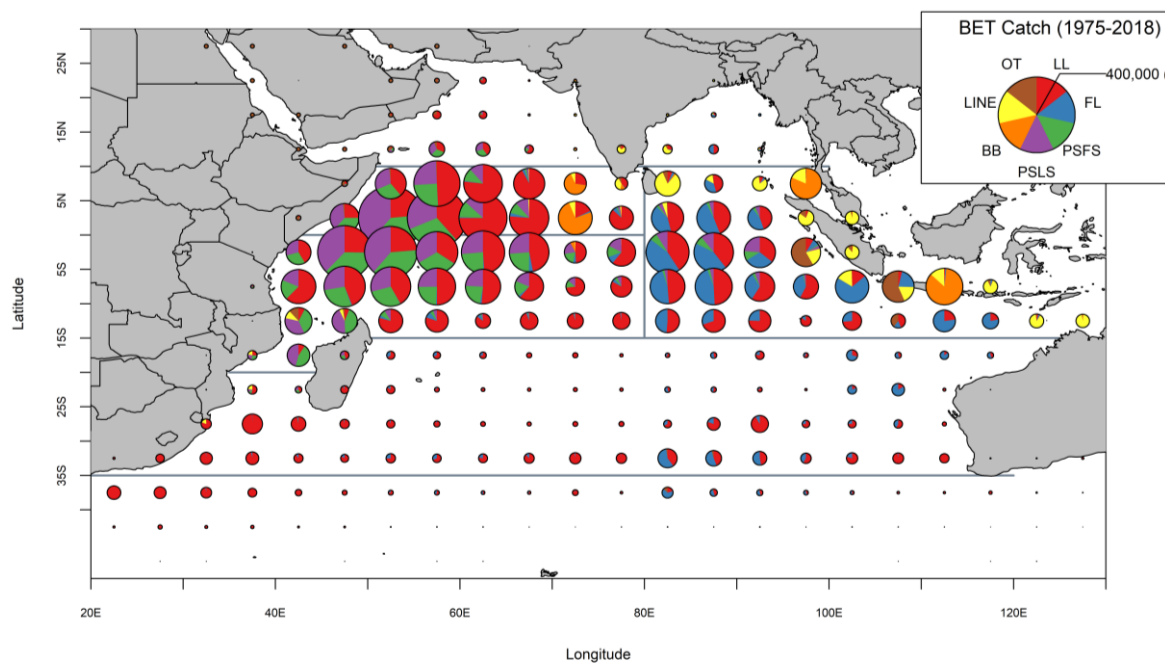 BET Catch (1975-2018)
OT LL
400,000 (
LINE FL
BB PSFS
PSLS
25N
15N
5N
5S
15S
25S
35S
Latitude
20E 40E 60E 80E 100E 120E
Longitude